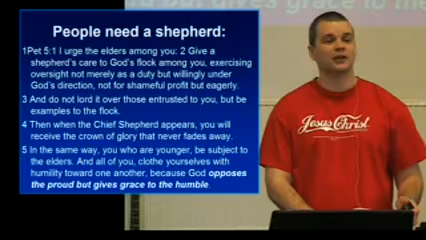 but gives grace to
People need a shepherd:
1Pet 5:1 I urge the elders among you: 2 Give a
shepherd's care to God's flock among you, exercising
oversight not merely as a duty but willingly under
God's direction, not for shameful profit but eagerly.
3 And do not lord it over those entrusted to you, but be
examples to the flock.
4 Then when the Chief Shepherd appears, you will
receive the crown of glory that never fades away.
5 In the same way, you who are younger, be subject to
the elders. And all of you, clothe yourselves with
humility toward one another, because God opposes
the proud but gives grace to the humble.
Jesus Christ